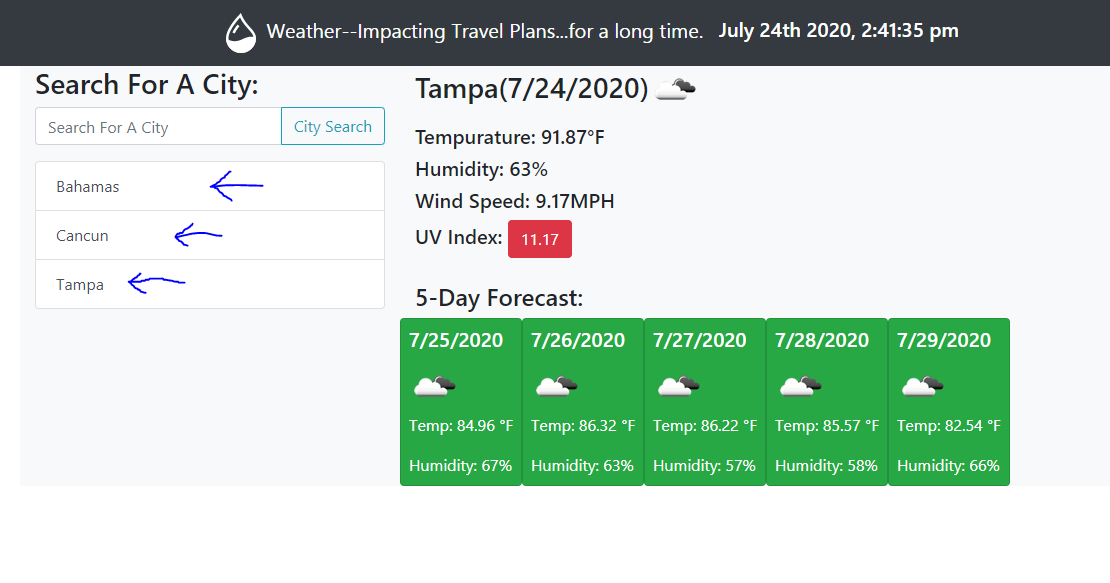 Weather--Impacting Travel Plans...for a long time. July 24th 2020, 2:41:35 pm
Search For A City:
Search For A City City Search
Bahamas
Cancun
Tampa
Tampa(7/24/2020)
Tempurature: 91.87°F
Humidity: 63%
Wind Speed: 9.17MPH
UV Index: 11.17
5-Day Forecast:
7/25/2020
Temp: 84.96 °F
Humidity: 67%
7/26/2020
Temp: 86.32 °F
Humidity: 63%
7/27/2020
Temp: 86.22 °F
Humidity: 57%
7/28/2020
Temp: 85.57 °F
Humidity: 58%
7/29/2020
Temp: 82.54 °F
Humidity: 66%